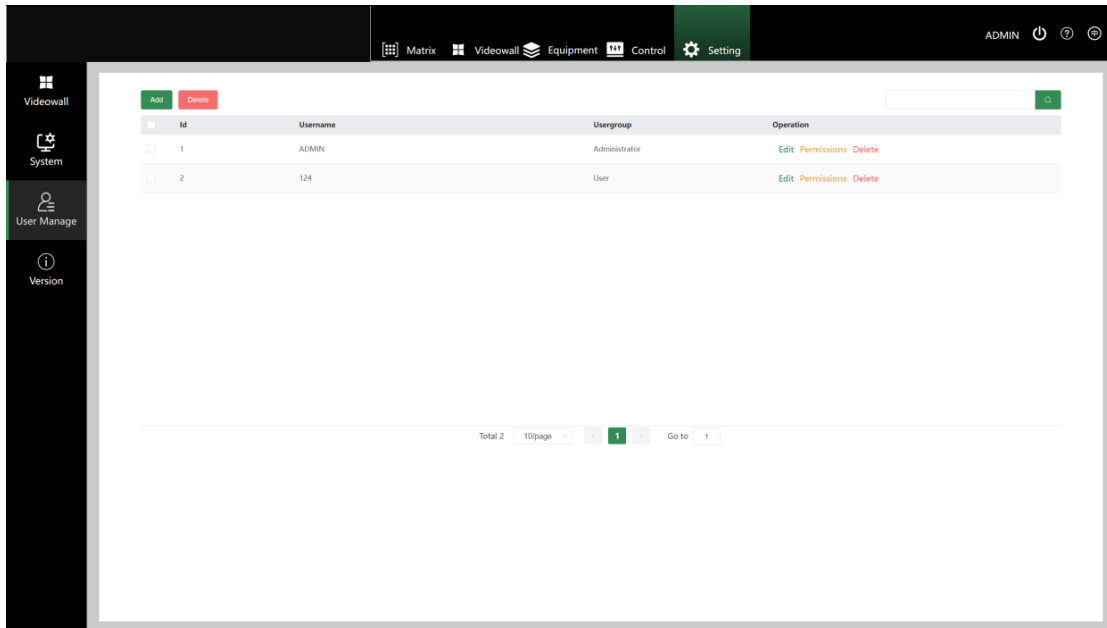 Matrix Videowall Equipment Control Setting ADMIN ? 中
Videowall
System
User Manage
Version
Add Delete
Id Username Usergroup Operation
1 ADMIN Administrator Edit Permissions Delete
2 124 User Edit Permissions Delete
Total 2 10/page < 1 > Go to 1